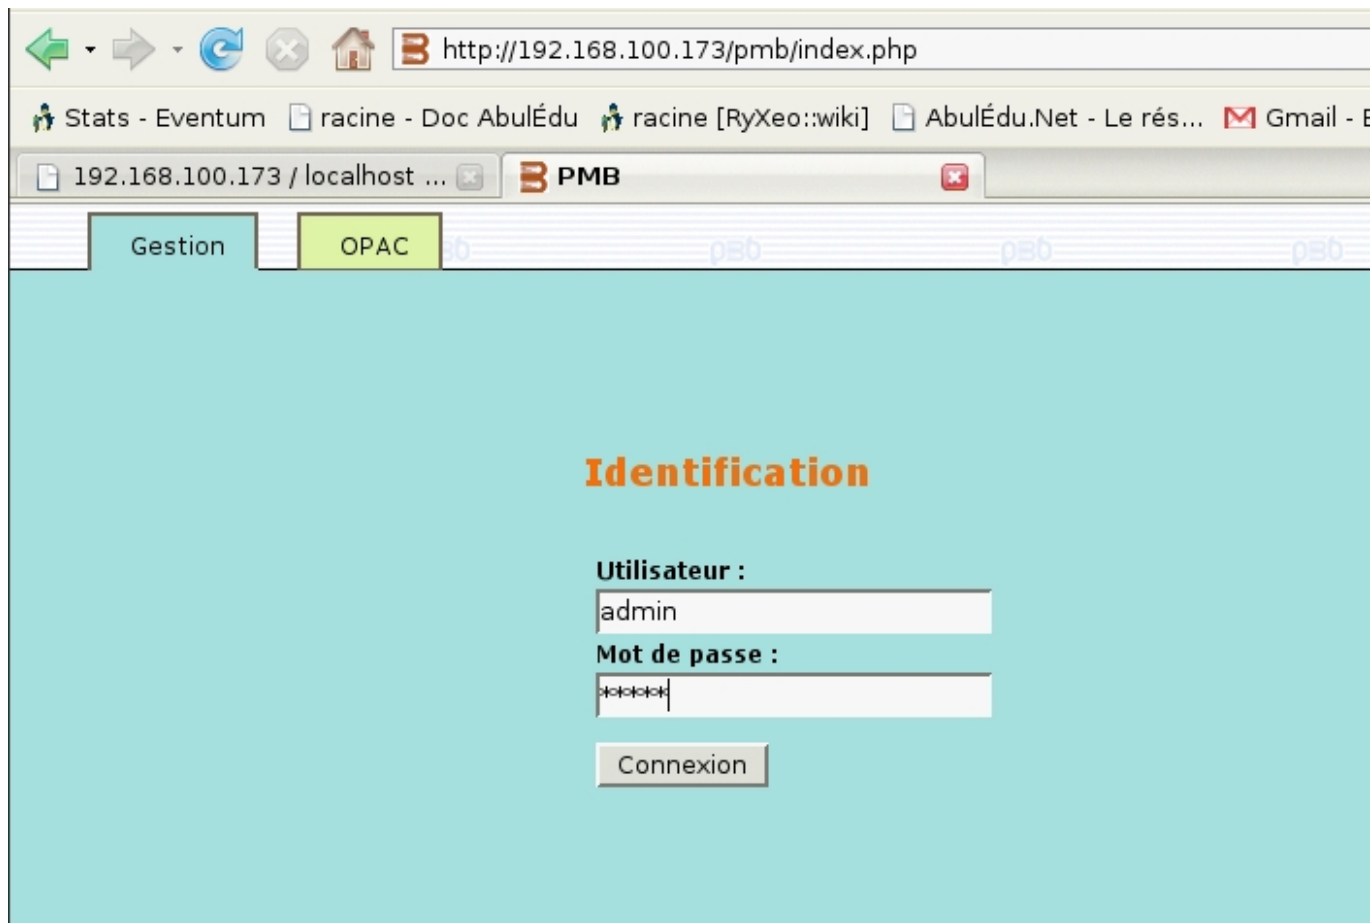 http://192.168.100.173/pmb/index.php
Stats - Eventum racine - Doc AbulÉdu racine [RyXeo::wiki] AbulÉdu.Net - Le rés... Gmail - B
192.168.100.173 / localhost ... PMB
Gestion OPAC
Identification
Utilisateur :
admin
Mot de passe :
*****
Connexion